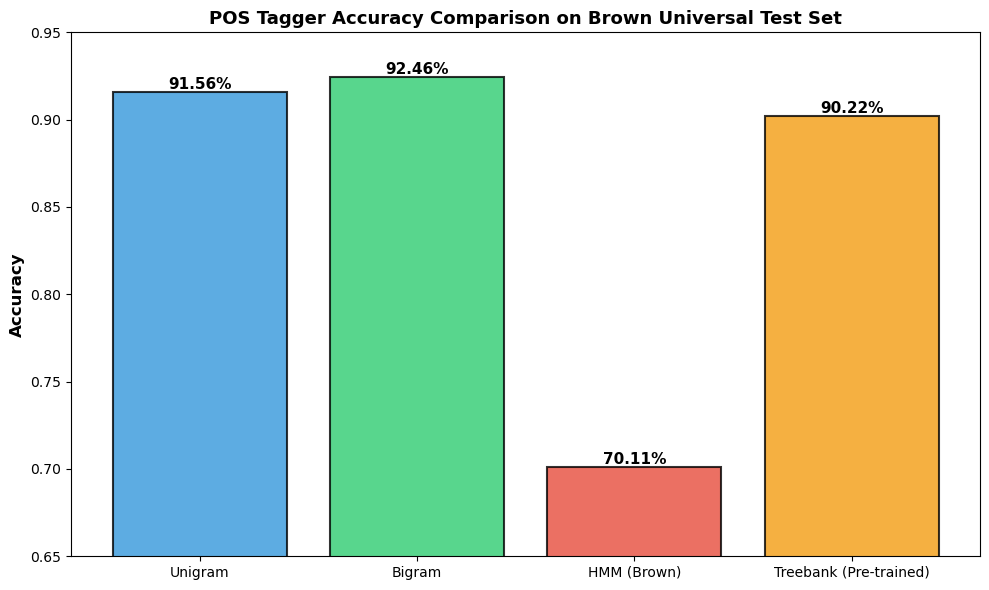 POS Tagger Accuracy Comparison on Brown Universal Test Set
Accuracy
0.95
0.90
0.85
0.80
0.75
0.70
0.65
91.56%
92.46%
70.11%
90.22%
Unigram
Bigram
HMM (Brown)
Treebank (Pre-trained)